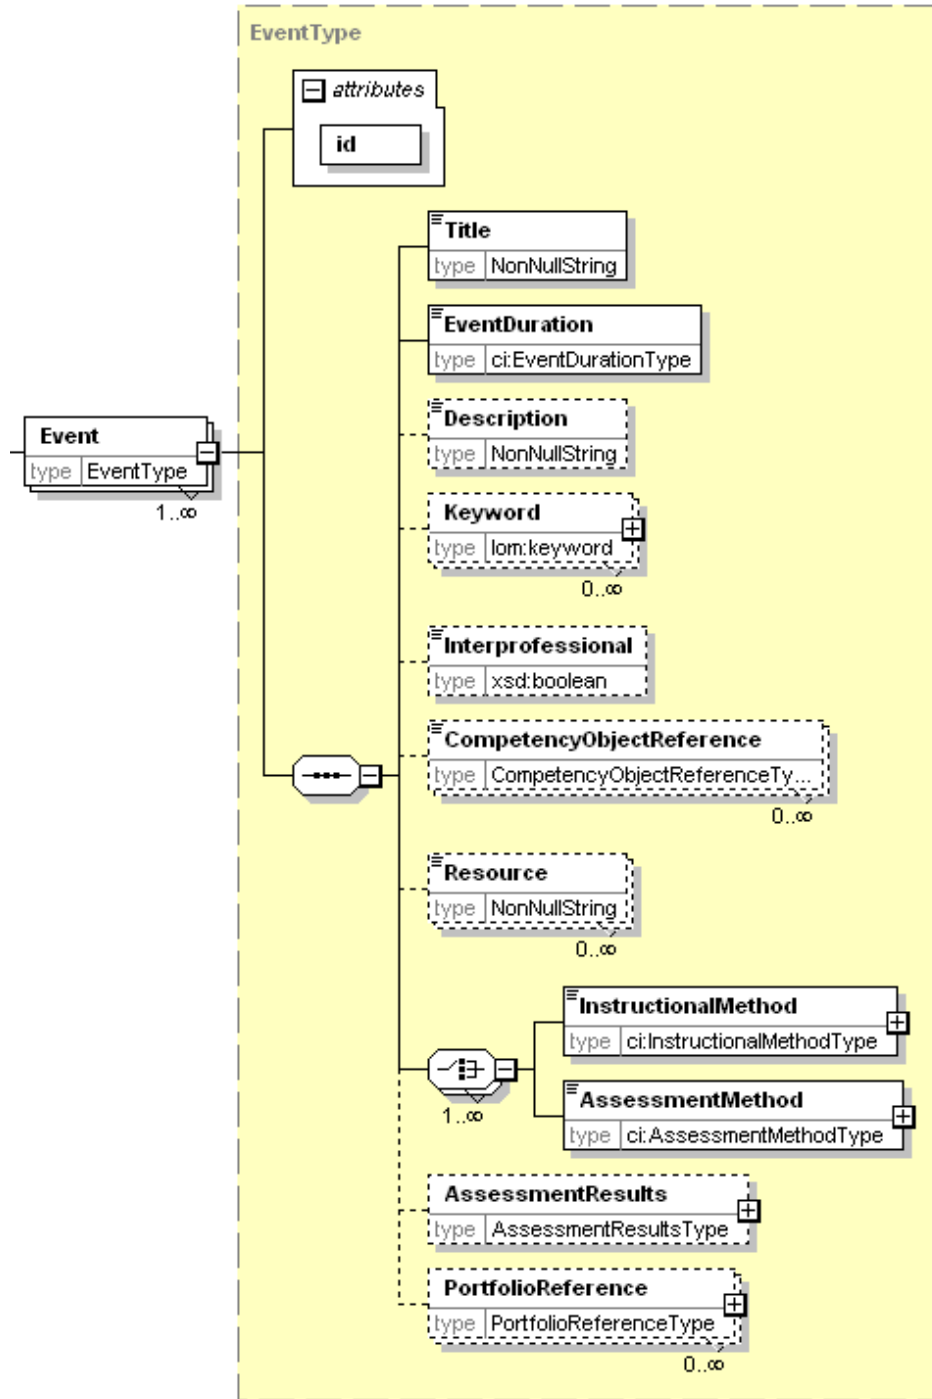 EventType
attributes
id
Title
type NonNullString
EventDuration
type ci:EventDurationType
Event
type EventType
1..∞
Description
type NonNullString
Keyword
type lom:keyword
0..∞
Interprofessional
type xsd:boolean
CompetencyObjectReference
type CompetencyObjectReferenceTy...
0..∞
Resource
type NonNullString
0..∞
InstructionalMethod
type ci:InstructionalMethodType
1..∞
AssessmentMethod
type ci:AssessmentMethodType
AssessmentResults
type AssessmentResultsType
PortfolioReference
type PortfolioReferenceType
0..∞